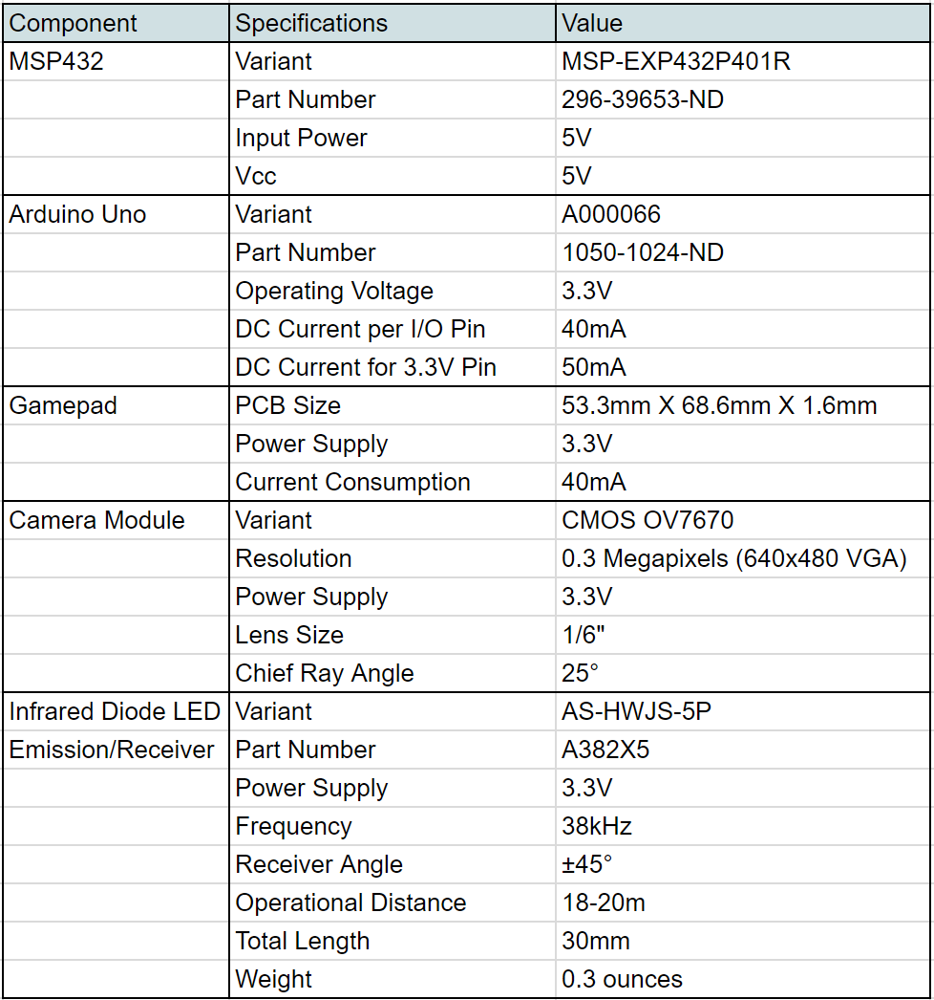 Component Specifications Value
MSP432 Variant MSP-EXP432P401R
Part Number 296-39653-ND
Input Power 5V
Vcc 5V
Arduino Uno Variant A000066
Part Number 1050-1024-ND
Operating Voltage 3.3V
DC Current per I/O Pin 40mA
DC Current for 3.3V Pin 50mA
Gamepad PCB Size 53.3mm X 68.6mm X 1.6mm
Power Supply 3.3V
Current Consumption 40mA
Camera Module Variant CMOS OV7670
Resolution 0.3 Megapixels (640x480 VGA)
Power Supply 3.3V
Lens Size 1/6"
Chief Ray Angle 25°
Infrared Diode LED Variant AS-HWJS-5P
Emission/Receiver Part Number A382X5
Power Supply 3.3V
Frequency 38kHz
Receiver Angle ±45°
Operational Distance 18-20m
Total Length 30mm
Weight 0.3 ounces